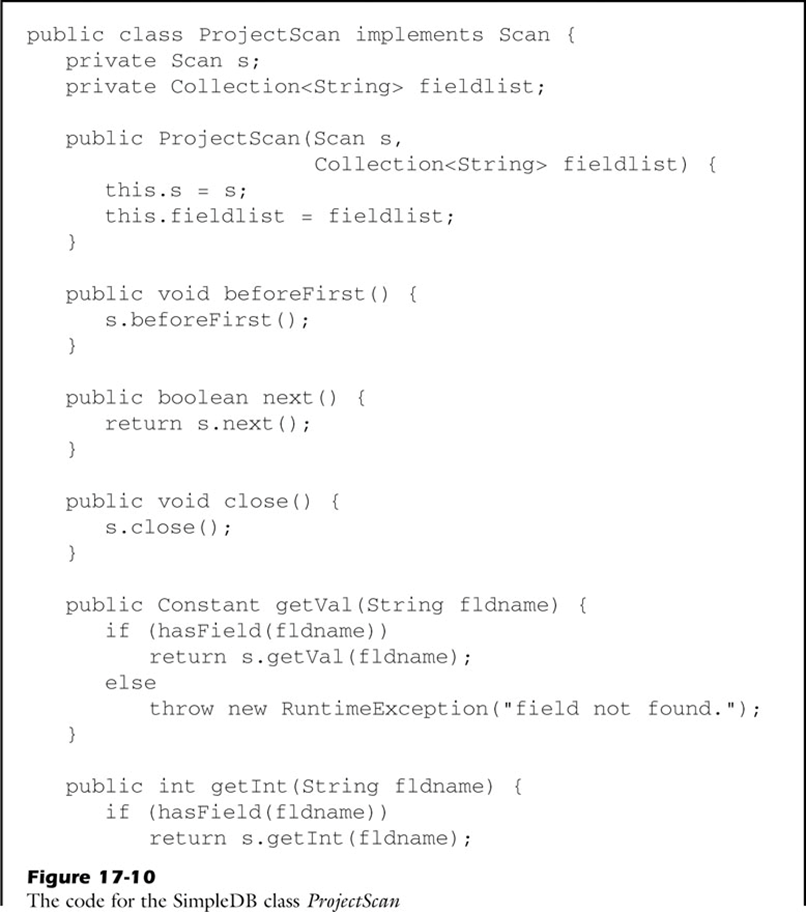 public class ProjectScan implements Scan {
private Scan s;
private Collection<String> fieldlist;
public ProjectScan(Scan s,
Collection<String> fieldlist) {
this.s = s;
this.fieldlist = fieldlist;
}
public void beforeFirst() {
s.beforeFirst();
}
public boolean next() {
return s.next();
}
public void close() {
s.close();
}
public Constant getVal(String fldname) {
if (hasField(fldname))
return s.getVal(fldname);
else
throw new RuntimeException("field not found.");
}
public int getInt(String fldname) {
if (hasField(fldname))
return s.getInt(fldname);
Figure 17-10
The code for the SimpleDB class ProjectScan